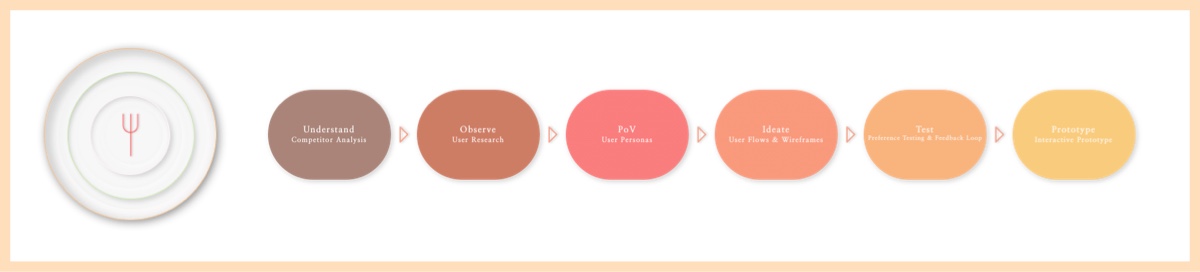 Understand
Competitor Analysis
Observe
User Research
PoV
User Personas
Ideate
User Flows & Wireframes
Test
Preference Testing & Feedback Loop
Prototype
Interactive Prototype